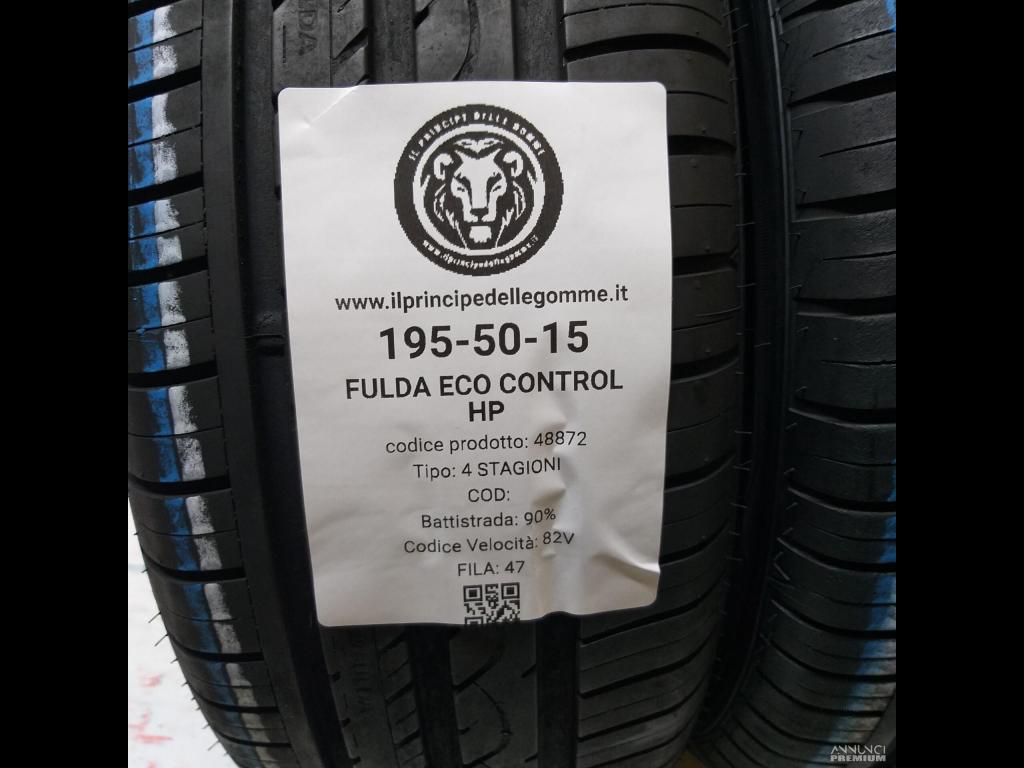 IL PRINCIPE DELLE GOMME
www.ilprincipedellegomme.it
www.ilprincipedellegomme.it
195-50-15
FULDA ECO CONTROL
HP
codice prodotto: 48872
Tipo: 4 STAGIONI
COD:
Battistrada: 90%
Codice Velocità: 82V
FILA: 47
ANNUNCI
PREMIUM